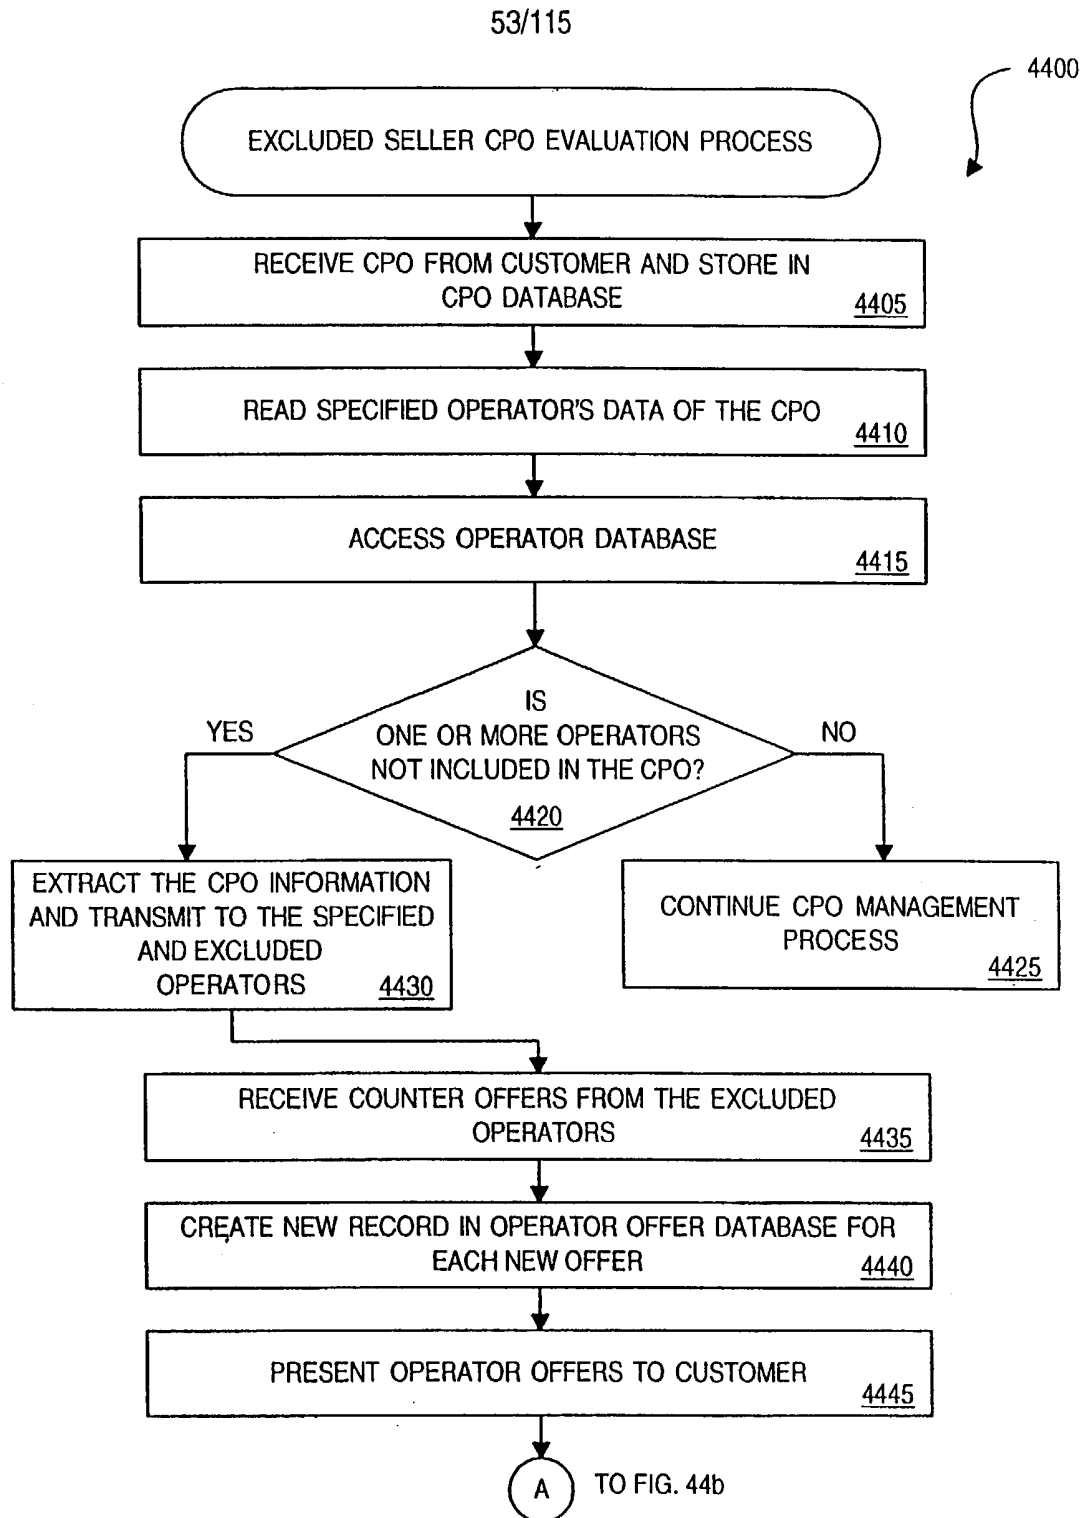 53/115
4400
EXCLUDED SELLER CPO EVALUATION PROCESS
RECEIVE CPO FROM CUSTOMER AND STORE IN
CPO DATABASE
4405
READ SPECIFIED OPERATOR'S DATA OF THE CPO
4410
ACCESS OPERATOR DATABASE
4415
IS
ONE OR MORE OPERATORS
NOT INCLUDED IN THE CPO?
4420
YES
NO
EXTRACT THE CPO INFORMATION
AND TRANSMIT TO THE SPECIFIED
AND EXCLUDED
OPERATORS 4430
CONTINUE CPO MANAGEMENT
PROCESS
4425
RECEIVE COUNTER OFFERS FROM THE EXCLUDED
OPERATORS
4435
CREATE NEW RECORD IN OPERATOR OFFER DATABASE FOR
EACH NEW OFFER
4440
PRESENT OPERATOR OFFERS TO CUSTOMER
4445
A TO FIG. 44b